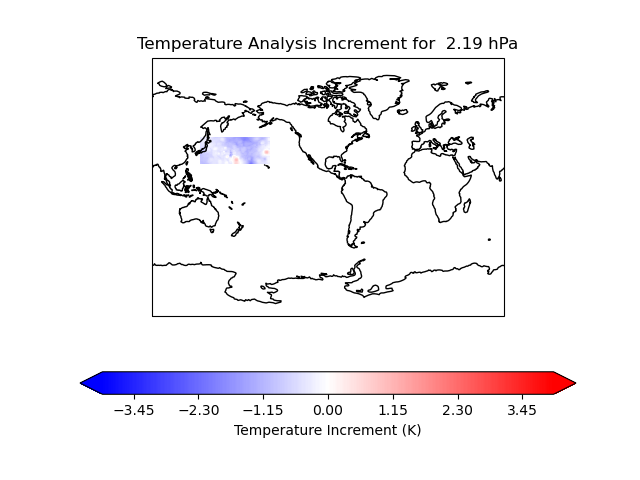 Temperature Analysis Increment for  2.19 hPa
−3.45 −2.30 −1.15 0.00 1.15 2.30 3.45
Temperature Increment (K)